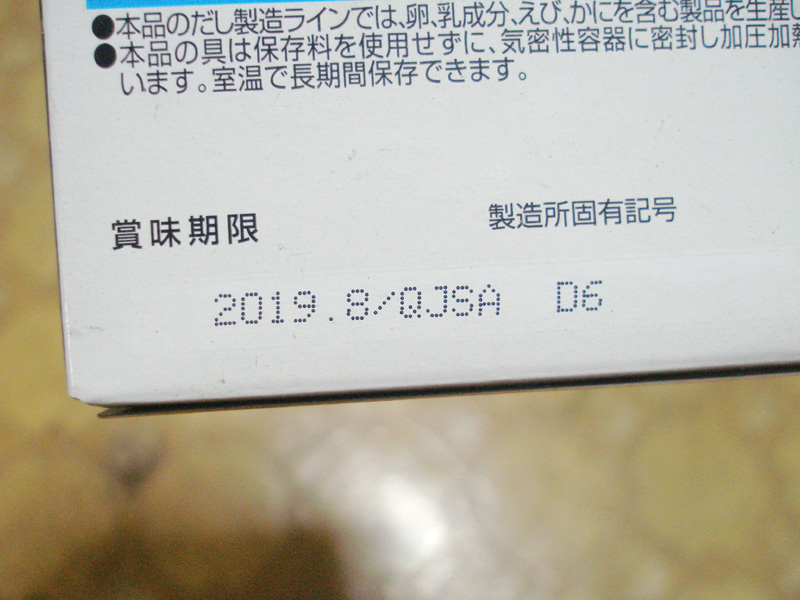 ●本品のだし製造ラインでは、卵、乳成分、えび、かにを含む製品を生産し
●本品の具は保存料を使用せずに、気密性容器に密封し加圧加熱
います。室温で長期間保存できます。
賞味期限
製造所固有記号
2019.8/QJSA D6